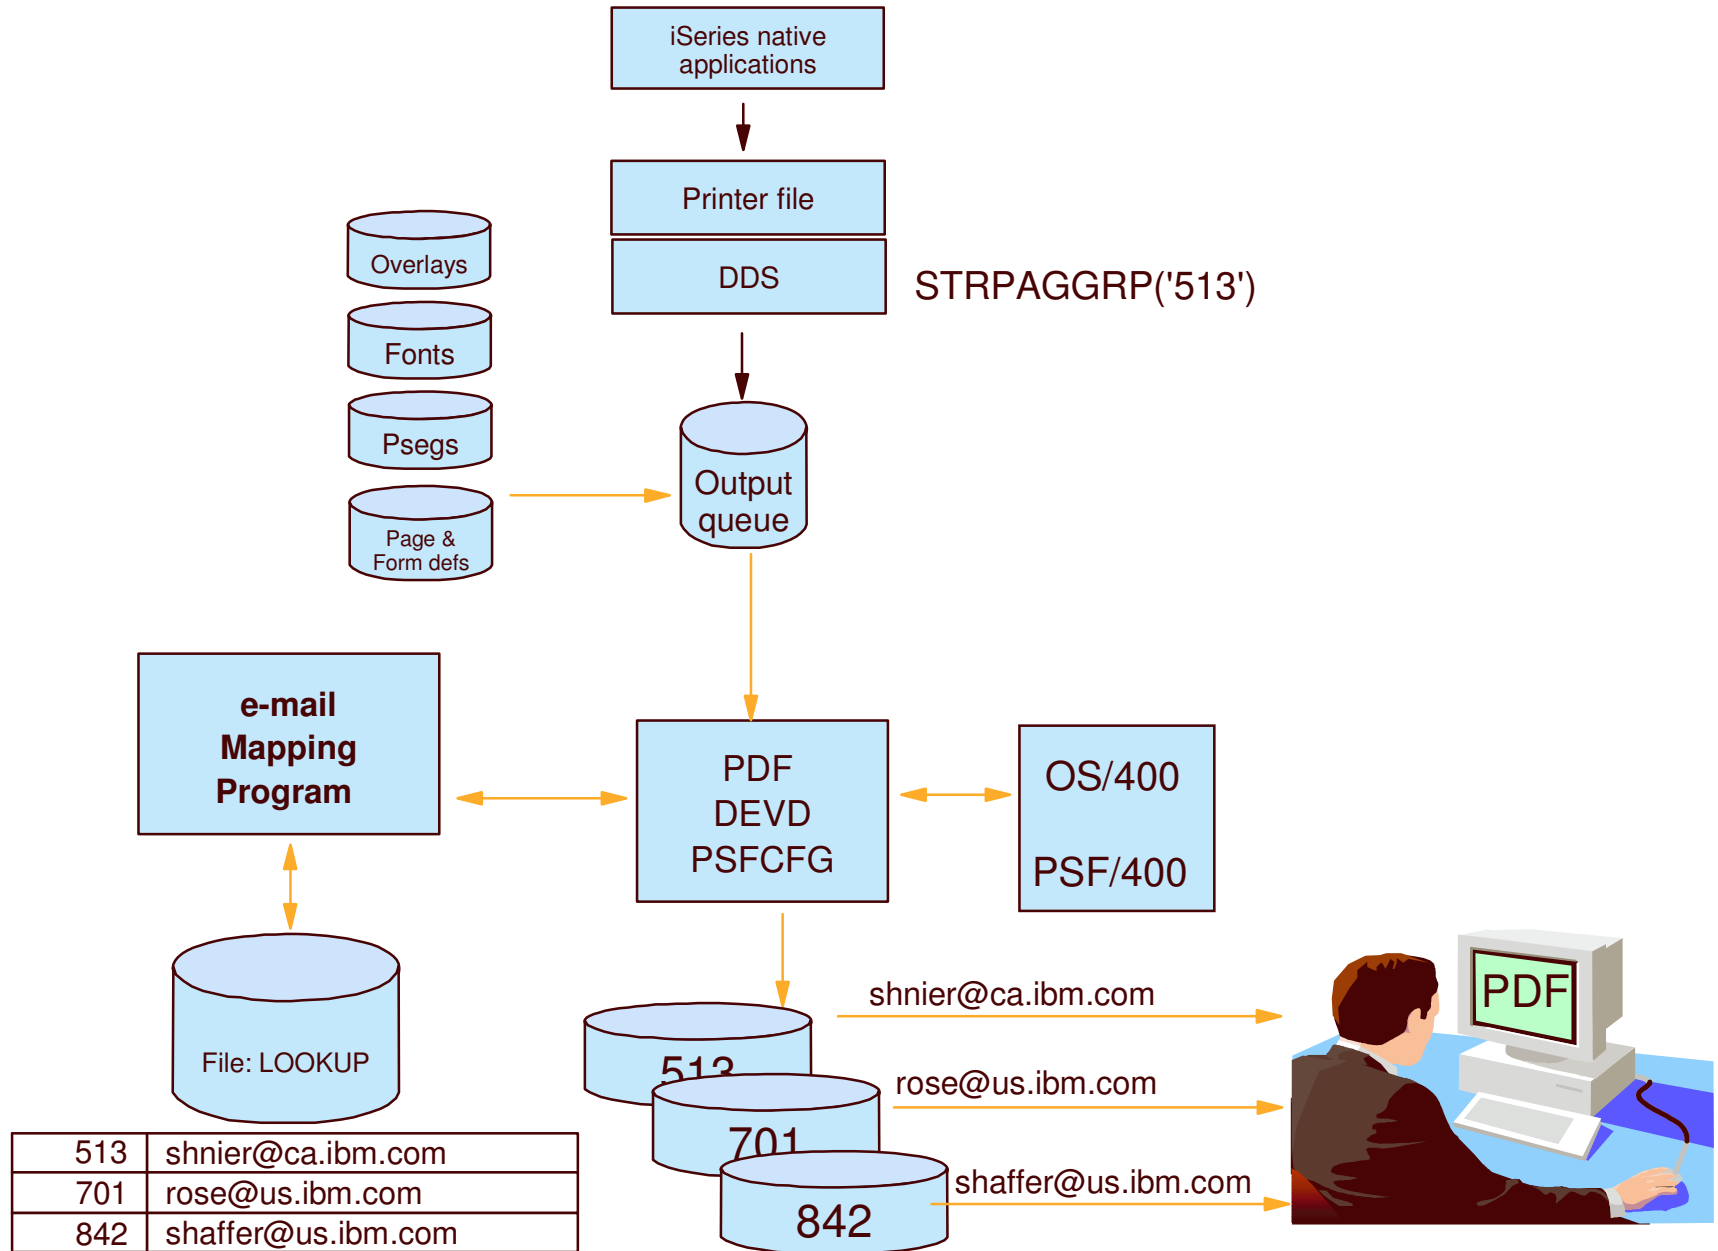 iSeries native
applications
Printer file
DDS
STRPAGGRP('513')
Overlays
Fonts
Psegs
Page &
Form defs
Output
queue
e-mail
Mapping
Program
PDF
DEVD
PSFCFG
OS/400
PSF/400
File: LOOKUP
513 shnier@ca.ibm.com
701 rose@us.ibm.com
842 shaffer@us.ibm.com
513
701
842
shnier@ca.ibm.com
rose@us.ibm.com
shaffer@us.ibm.com
PDF